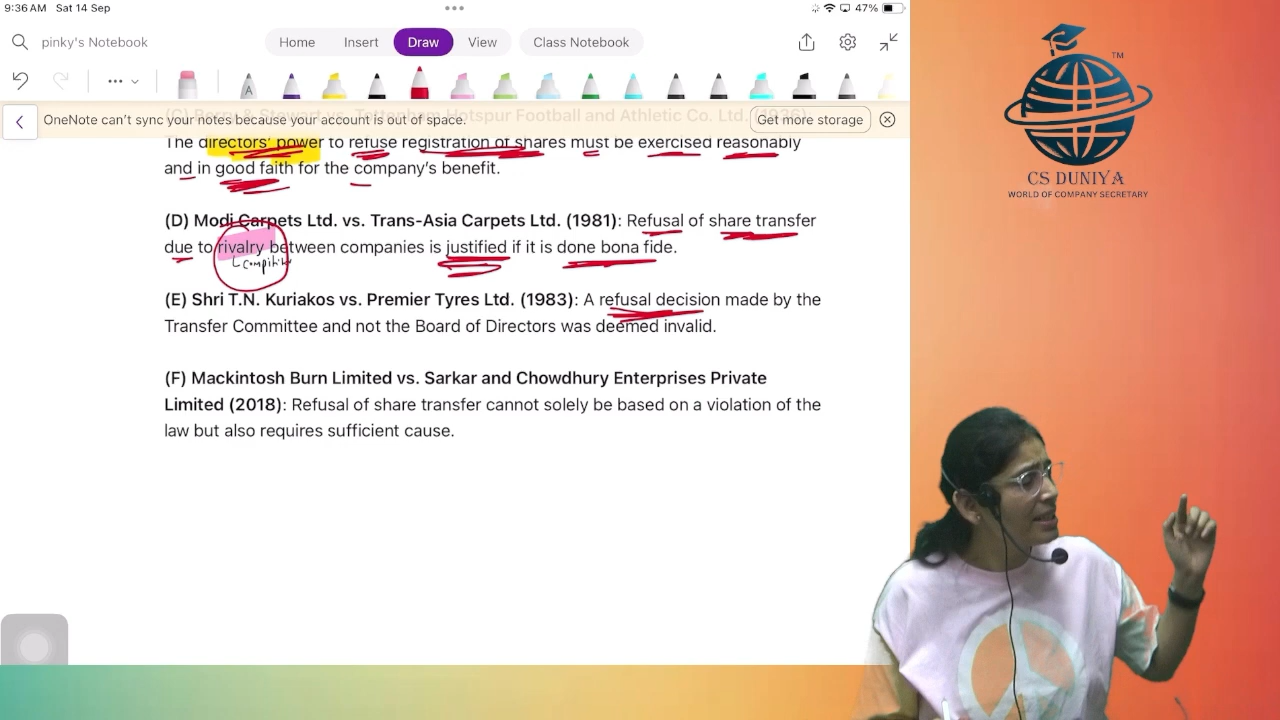 9:36 AM Sat 14 Sep
47%
pinky's Notebook
Home Insert Draw View Class Notebook
A
OneNote can't sync your notes because your account is out of space.
Get more storage
Hotspur Football and Athletic Co. Ltd.
The directors' power to refuse registration of shares must be exercised reasonably
and in good faith for the company's benefit.
(D) Modi Carpets Ltd. vs. Trans-Asia Carpets Ltd. (1981): Refusal of share transfer
due to rivalry between companies is justified if it is done bona fide.
(E) Shri T.N. Kuriakos vs. Premier Tyres Ltd. (1983): A refusal decision made by the
Transfer Committee and not the Board of Directors was deemed invalid.
(F) Mackintosh Burn Limited vs. Sarkar and Chowdhury Enterprises Private
Limited (2018): Refusal of share transfer cannot solely be based on a violation of the
law but also requires sufficient cause.
TM
CS DUNIYA
WORLD OF COMPANY SECRETARY